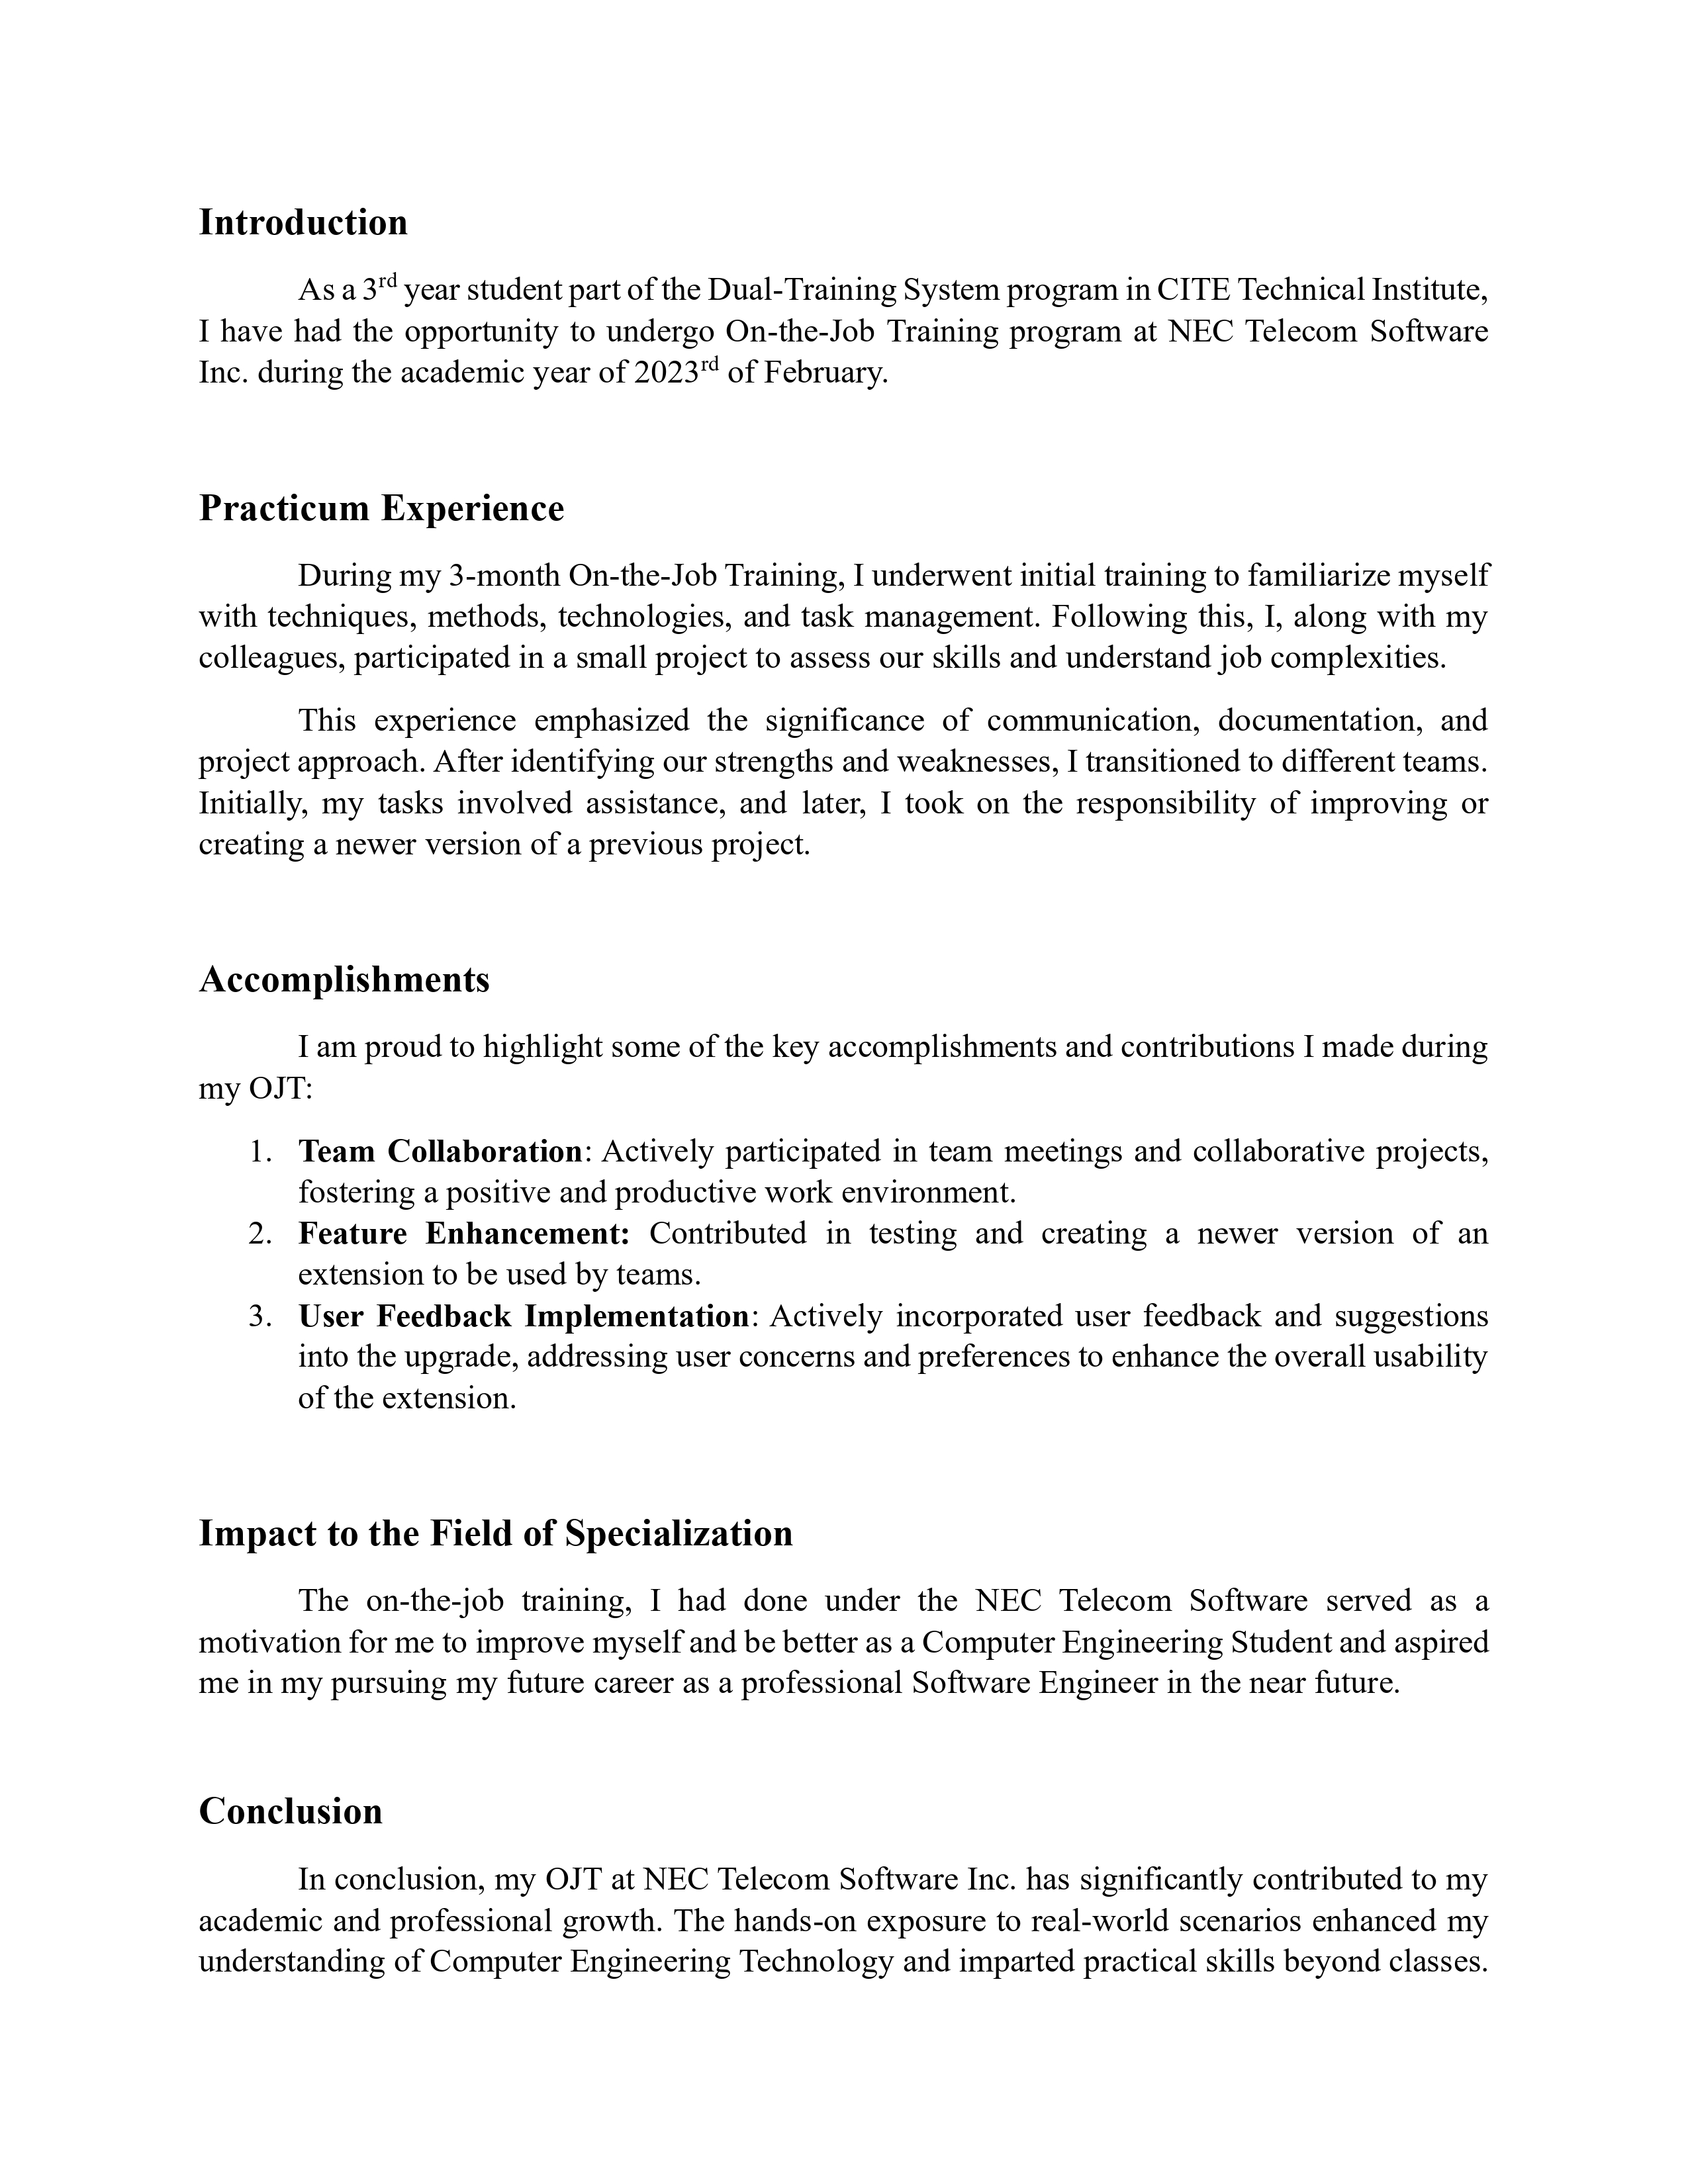 Introduction
As a 3rd year student part of the Dual-Training System program in CITE Technical Institute,
I have had the opportunity to undergo On-the-Job Training program at NEC Telecom Software
Inc. during the academic year of 2023rd of February.
Practicum Experience
During my 3-month On-the-Job Training, I underwent initial training to familiarize myself
with techniques, methods, technologies, and task management. Following this, I, along with my
colleagues, participated in a small project to assess our skills and understand job complexities.
This experience emphasized the significance of communication, documentation, and
project approach. After identifying our strengths and weaknesses, I transitioned to different teams.
Initially, my tasks involved assistance, and later, I took on the responsibility of improving or
creating a newer version of a previous project.
Accomplishments
I am proud to highlight some of the key accomplishments and contributions I made during
my OJT:
1. Team Collaboration: Actively participated in team meetings and collaborative projects,
fostering a positive and productive work environment.
2. Feature Enhancement: Contributed in testing and creating a newer version of an
extension to be used by teams.
3. User Feedback Implementation: Actively incorporated user feedback and suggestions
into the upgrade, addressing user concerns and preferences to enhance the overall usability
of the extension.
Impact to the Field of Specialization
The on-the-job training, I had done under the NEC Telecom Software served as a
motivation for me to improve myself and be better as a Computer Engineering Student and aspired
me in my pursuing my future career as a professional Software Engineer in the near future.
Conclusion
In conclusion, my OJT at NEC Telecom Software Inc. has significantly contributed to my
academic and professional growth. The hands-on exposure to real-world scenarios enhanced my
understanding of Computer Engineering Technology and imparted practical skills beyond classes.